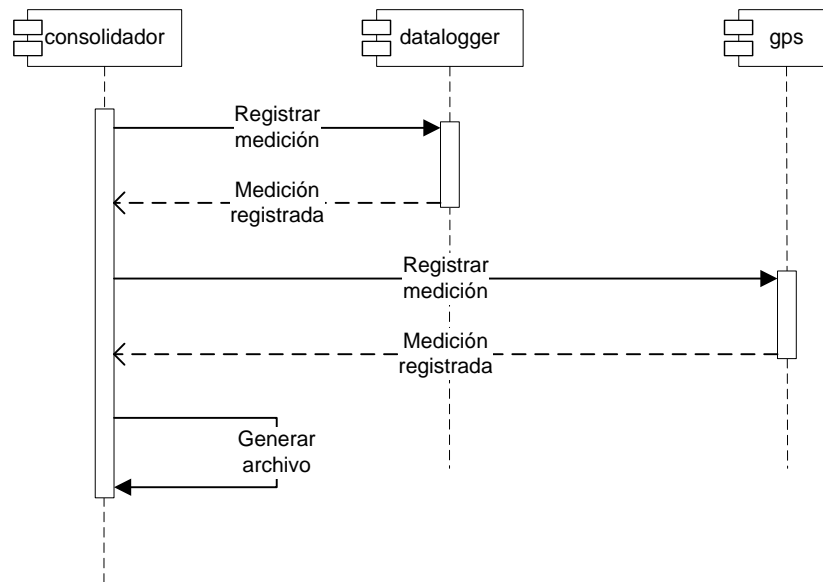 consolidador
datalogger
gps
Registrar
medición
Medición
registrada
Registrar
medición
Medición
registrada
Generar
archivo